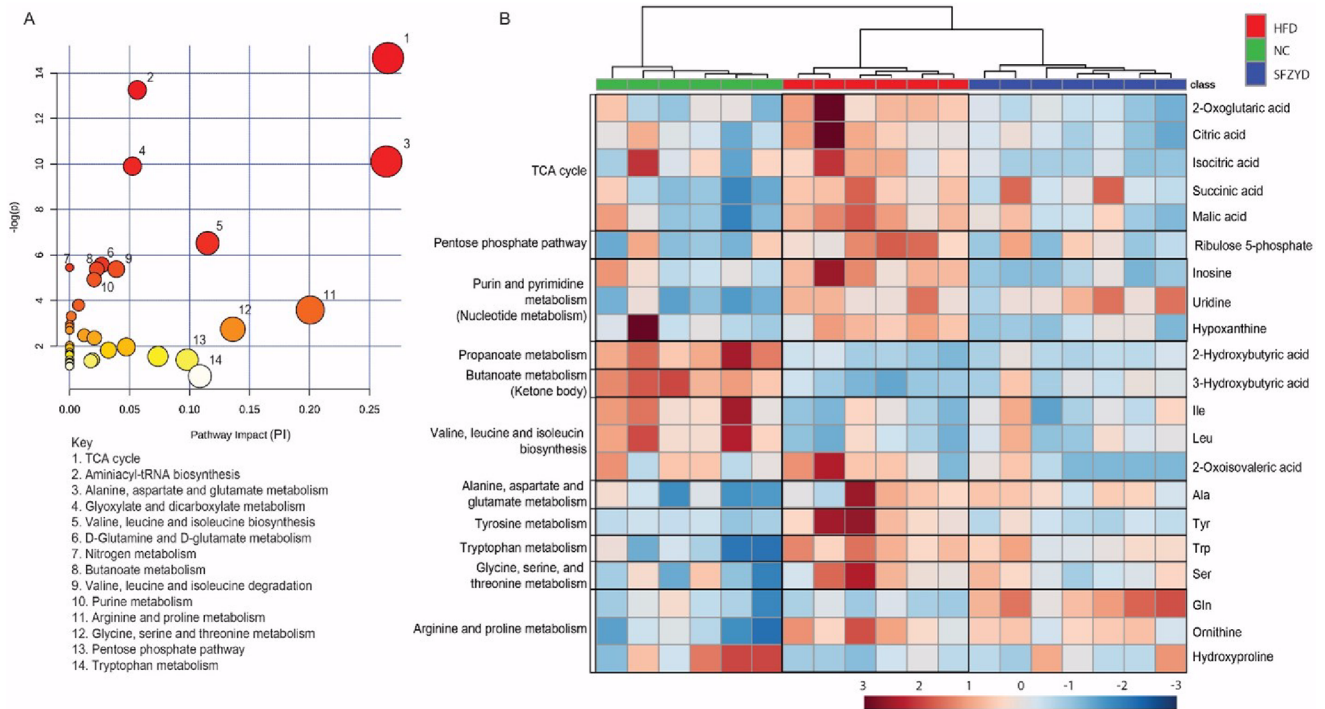 A
-log(p)
14
12
10
8
6
4
2
1
2
3
4
5
6
7
8
9
10
11
12
13
14
0.00 0.05 0.10 0.15 0.20 0.25
Pathway Impact (PI)
Key
1. TCA cycle
2. Aminiacyl-tRNA biosynthesis
3. Alanine, aspartate and glutamate metabolism
4. Glyoxylate and dicarboxylate metabolism
5. Valine, leucine and isoleucine biosynthesis
6. D-Glutamine and D-glutamate metabolism
7. Nitrogen metabolism
8. Butanoate metabolism
9. Valine, leucine and isoleucine degradation
10. Purine metabolism
11. Arginine and proline metabolism
12. Glycine, serine and threonine metabolism
13. Pentose phosphate pathway
14. Tryptophan metabolism
B
HFD
NC
SFZYD
class
TCA cycle
Pentose phosphate pathway
Purin and pyrimidine
metabolism
(Nucleotide metabolism)
Propanoate metabolism
Butanoate metabolism
(Ketone body)
Valine, leucine and isoleucin
biosynthesis
Alanine, aspartate and
glutamate metabolism
Tyrosine metabolism
Tryptophan metabolism
Glycine, serine, and
threonine metabolism
Arginine and proline metabolism
2-Oxoglutaric acid
Citric acid
Isocitric acid
Succinic acid
Malic acid
Ribulose 5-phosphate
Inosine
Uridine
Hypoxanthine
2-Hydroxybutyric acid
3-Hydroxybutyric acid
Ile
Leu
2-Oxoisovaleric acid
Ala
Tyr
Trp
Ser
Gln
Ornithine
Hydroxyproline
3 2 1 0 -1 -2 -3